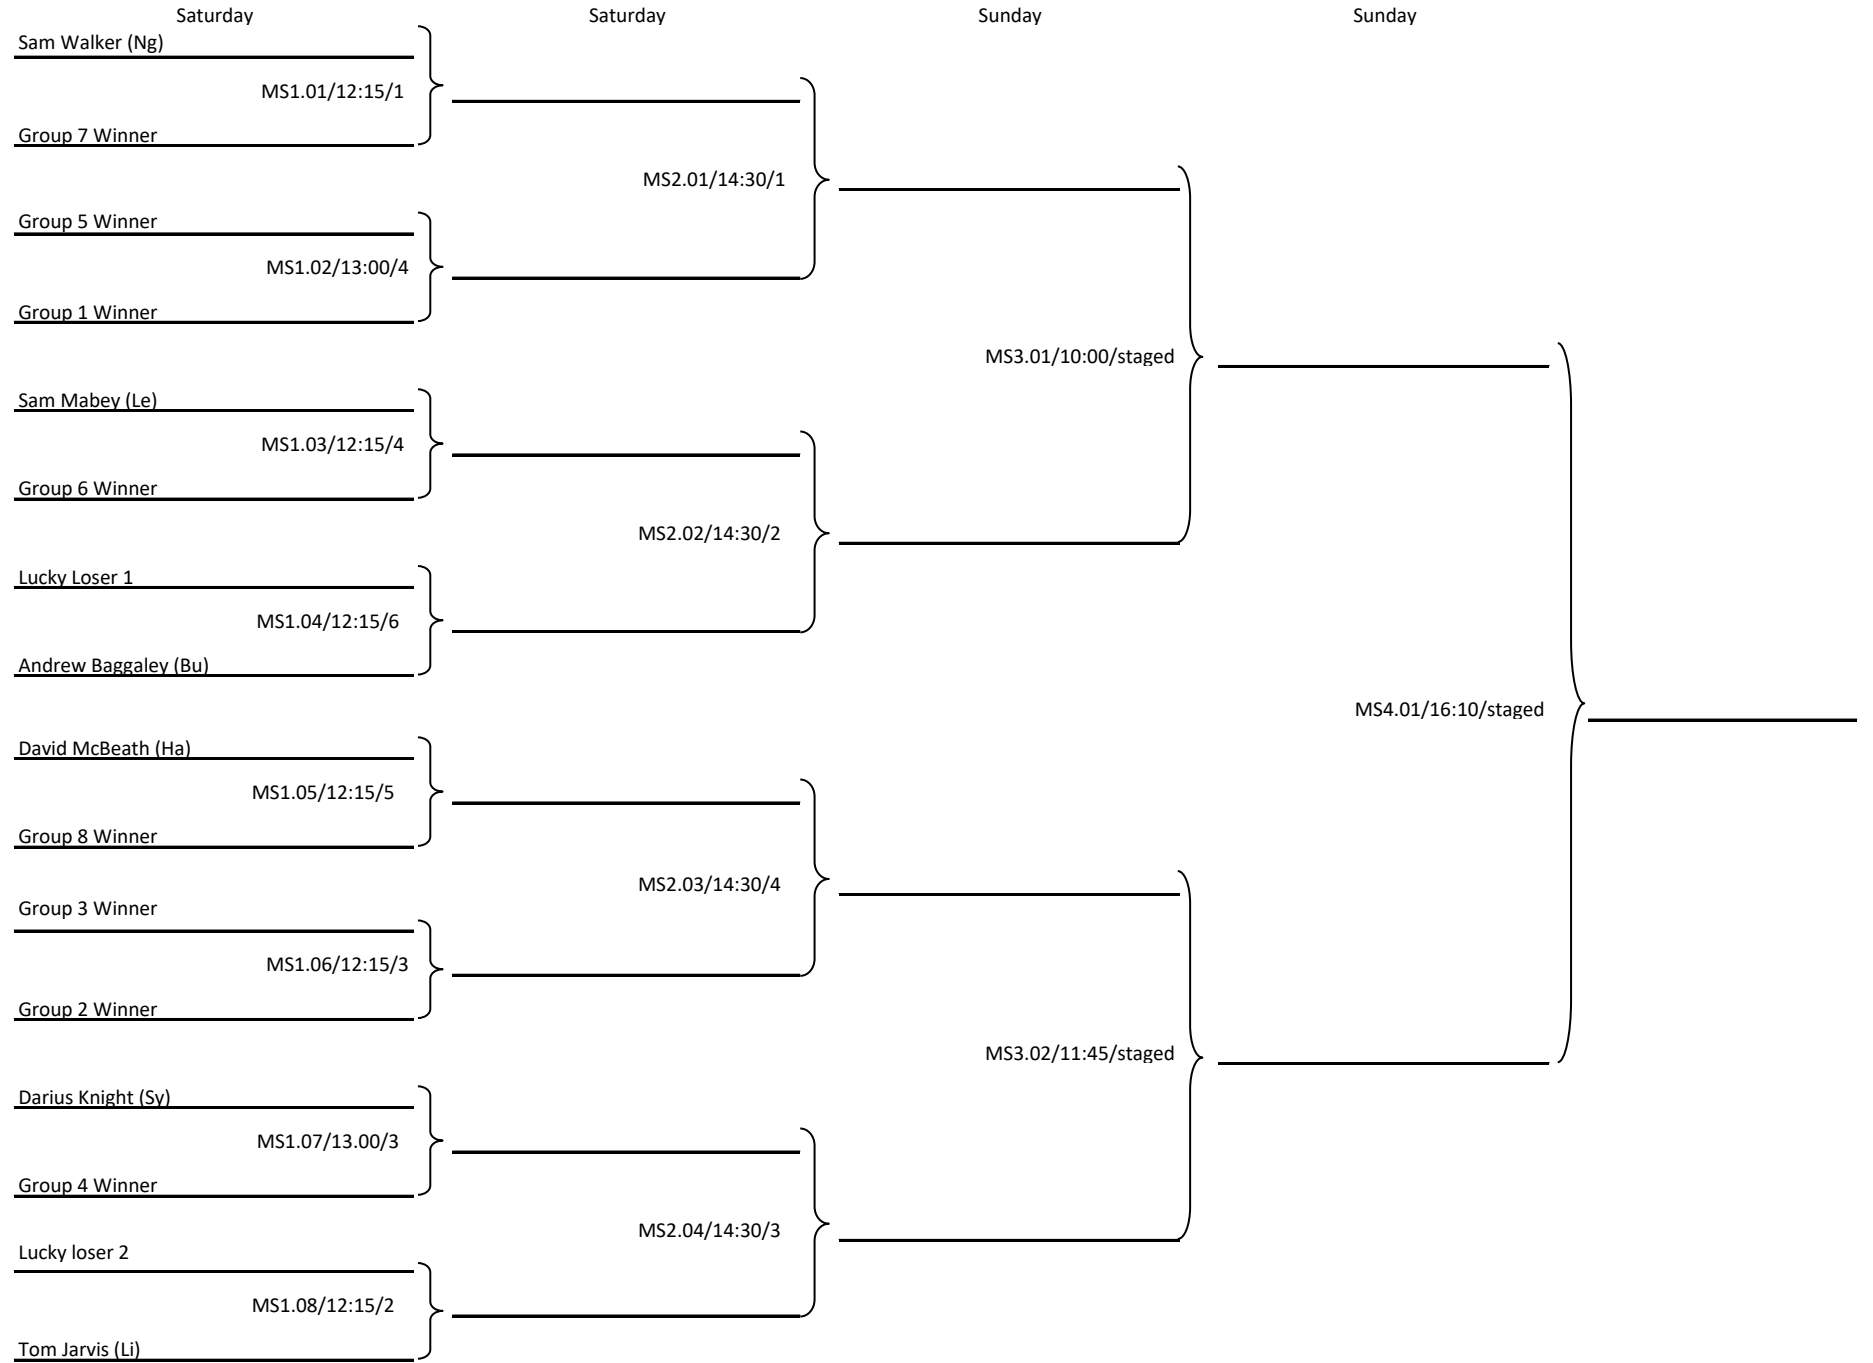 Saturday Saturday Sunday Sunday
Sam Walker (Ng)
MS1.01/12:15/1
Group 7 Winner
MS2.01/14:30/1
Group 5 Winner
MS1.02/13:00/4
Group 1 Winner
MS3.01/10:00/staged
Sam Mabey (Le)
MS1.03/12:15/4
Group 6 Winner
MS2.02/14:30/2
Lucky Loser 1
MS1.04/12:15/6
Andrew Baggaley (Bu)
MS4.01/16:10/staged
David McBeath (Ha)
MS1.05/12:15/5
Group 8 Winner
MS2.03/14:30/4
Group 3 Winner
MS1.06/12:15/3
Group 2 Winner
MS3.02/11:45/staged
Darius Knight (Sy)
MS1.07/13.00/3
Group 4 Winner
MS2.04/14:30/3
Lucky loser 2
MS1.08/12:15/2
Tom Jarvis (Li)